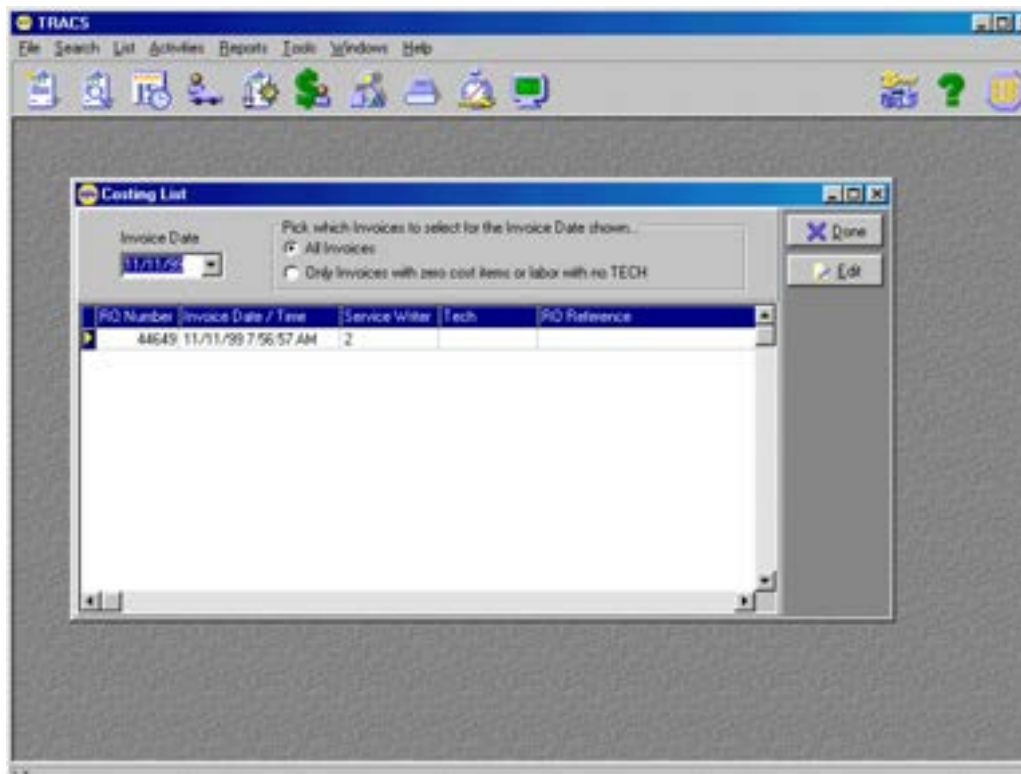 TRACS
File Search List Activities Reports Tools Windows Help
Costing List
Invoice Date
11/11/99
Pick which Invoices to select for the Invoice Date shown...
All Invoices
Only Invoices with zero cost items or labor with no TECH
Done
Edit
RO Number Invoice Date / Time Service Writer Tech RO Reference
44649 11/11/99 7:56:57 AM 2